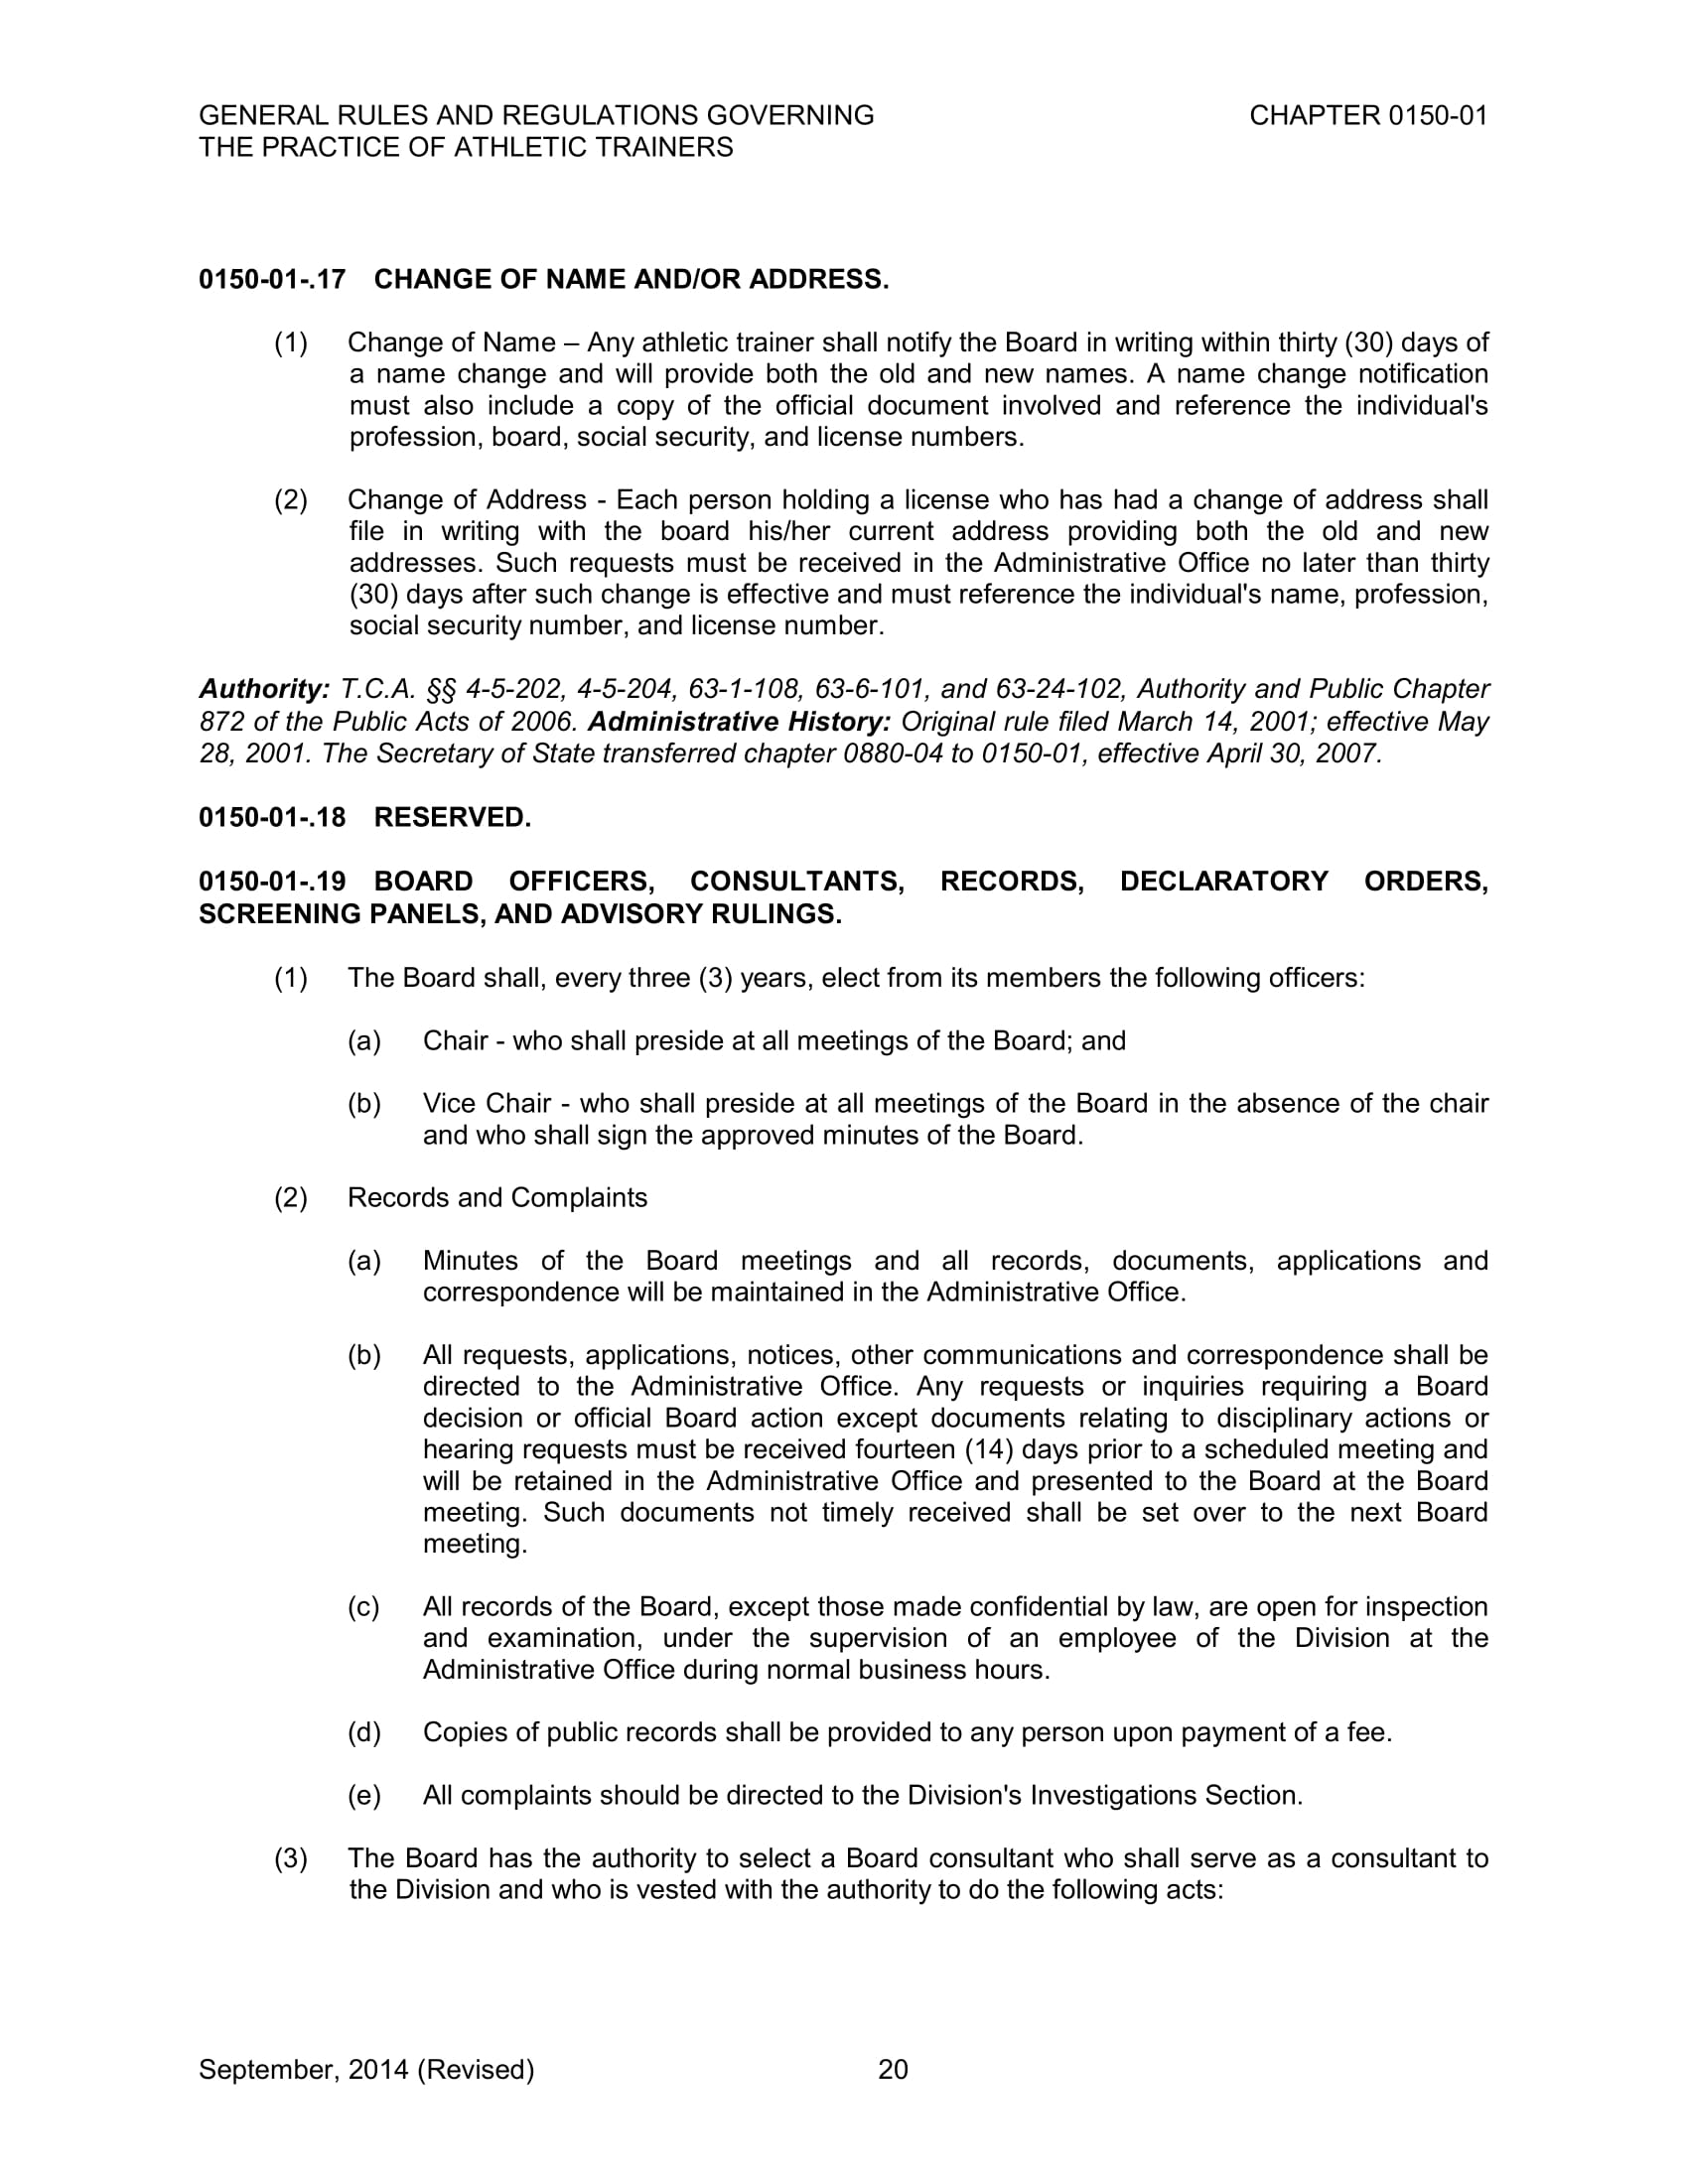 GENERAL RULES AND REGULATIONS GOVERNING CHAPTER 0150-01
THE PRACTICE OF ATHLETIC TRAINERS
0150-01-.17 CHANGE OF NAME AND/OR ADDRESS.
(1) Change of Name – Any athletic trainer shall notify the Board in writing within thirty (30) days of
a name change and will provide both the old and new names. A name change notification
must also include a copy of the official document involved and reference the individual's
profession, board, social security, and license numbers.
(2) Change of Address - Each person holding a license who has had a change of address shall
file in writing with the board his/her current address providing both the old and new
addresses. Such requests must be received in the Administrative Office no later than thirty
(30) days after such change is effective and must reference the individual's name, profession,
social security number, and license number.
Authority: T.C.A. §§ 4-5-202, 4-5-204, 63-1-108, 63-6-101, and 63-24-102, Authority and Public Chapter
872 of the Public Acts of 2006. Administrative History: Original rule filed March 14, 2001; effective May
28, 2001. The Secretary of State transferred chapter 0880-04 to 0150-01, effective April 30, 2007.
0150-01-.18 RESERVED.
0150-01-.19 BOARD OFFICERS, CONSULTANTS, RECORDS, DECLARATORY ORDERS,
SCREENING PANELS, AND ADVISORY RULINGS.
(1) The Board shall, every three (3) years, elect from its members the following officers:
(a) Chair - who shall preside at all meetings of the Board; and
(b) Vice Chair - who shall preside at all meetings of the Board in the absence of the chair
and who shall sign the approved minutes of the Board.
(2) Records and Complaints
(a) Minutes of the Board meetings and all records, documents, applications and
correspondence will be maintained in the Administrative Office.
(b) All requests, applications, notices, other communications and correspondence shall be
directed to the Administrative Office. Any requests or inquiries requiring a Board
decision or official Board action except documents relating to disciplinary actions or
hearing requests must be received fourteen (14) days prior to a scheduled meeting and
will be retained in the Administrative Office and presented to the Board at the Board
meeting. Such documents not timely received shall be set over to the next Board
meeting.
(c) All records of the Board, except those made confidential by law, are open for inspection
and examination, under the supervision of an employee of the Division at the
Administrative Office during normal business hours.
(d) Copies of public records shall be provided to any person upon payment of a fee.
(e) All complaints should be directed to the Division's Investigations Section.
(3) The Board has the authority to select a Board consultant who shall serve as a consultant to
the Division and who is vested with the authority to do the following acts:
September, 2014 (Revised) 20